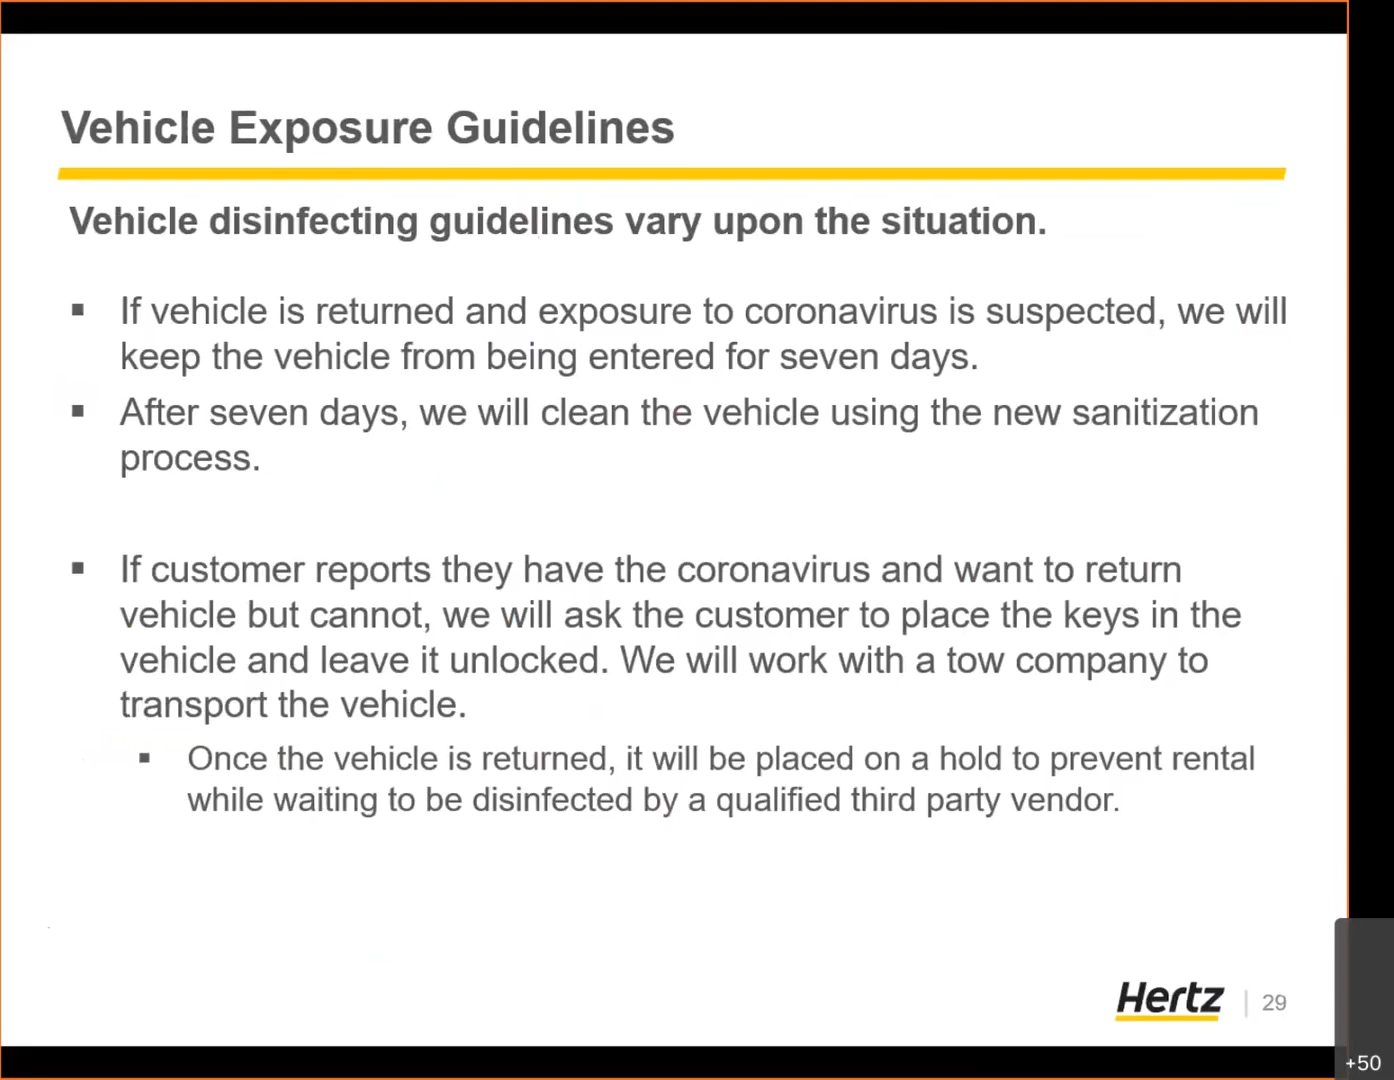 Vehicle Exposure Guidelines
Vehicle disinfecting guidelines vary upon the situation.
▪ If vehicle is returned and exposure to coronavirus is suspected, we will
keep the vehicle from being entered for seven days.
▪ After seven days, we will clean the vehicle using the new sanitization
process.
▪ If customer reports they have the coronavirus and want to return
vehicle but cannot, we will ask the customer to place the keys in the
vehicle and leave it unlocked. We will work with a tow company to
transport the vehicle.
▪ Once the vehicle is returned, it will be placed on a hold to prevent rental
while waiting to be disinfected by a qualified third party vendor.
Hertz | 29
+50